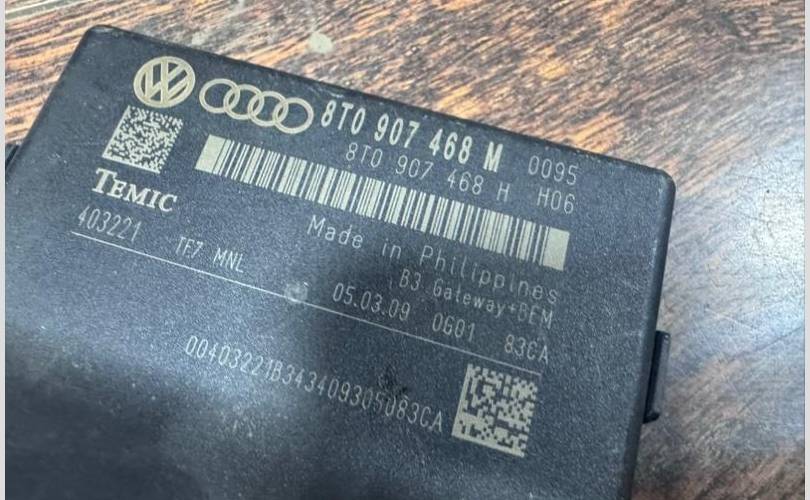 8T0 907 468 M 0095
8T0 907 468 H H06
TEMIC
403221 TF7 MNL
Made in Philippines
B3 Gateway+BEM
05.03.09 0601 83CA
00403221B343409305083CA